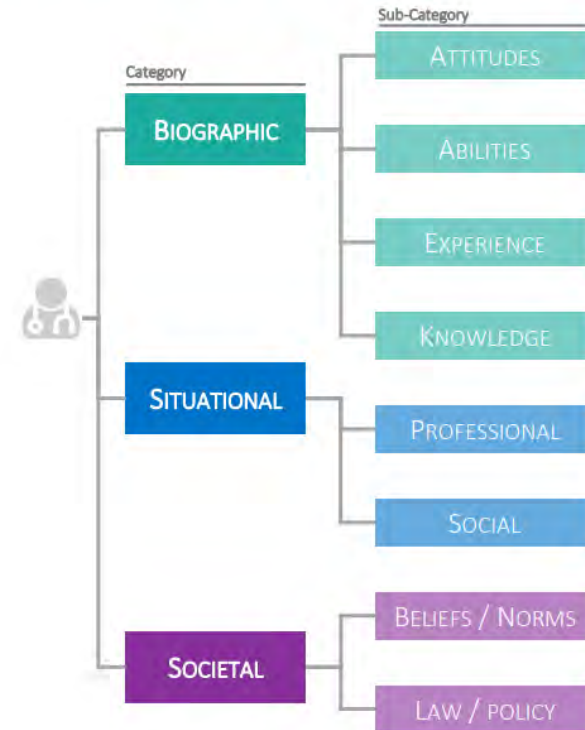 Sub-Category
Category
ATTITUDES
BIOGRAPHIC
ABILITIES
EXPERIENCE
KNOWLEDGE
SITUATIONAL
PROFESSIONAL
SOCIAL
SOCIETAL
BELIEFS / NORMS
LAW / POLICY